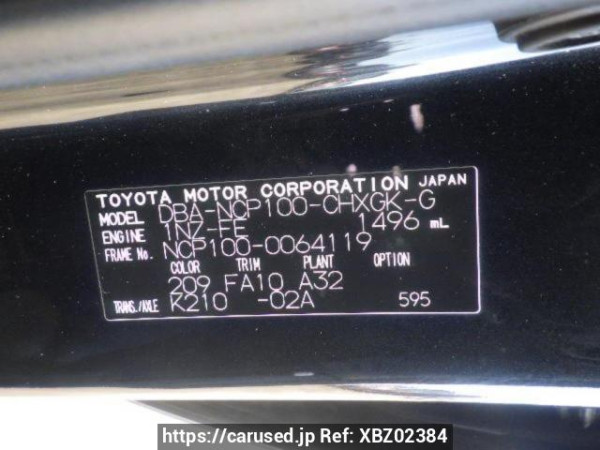 TOYOTA MOTOR CORPORATION JAPAN
MODEL DBA-NCP100-CHXGK-G
ENGINE 1NZ-FE 1496 mL
FRAME No. NCP100-0064119
COLOR TRIM PLANT OPTION
209 FA10 A32
TRANS./AXLE K210 -02A 595
https://carused.jp Ref: XBZ02384